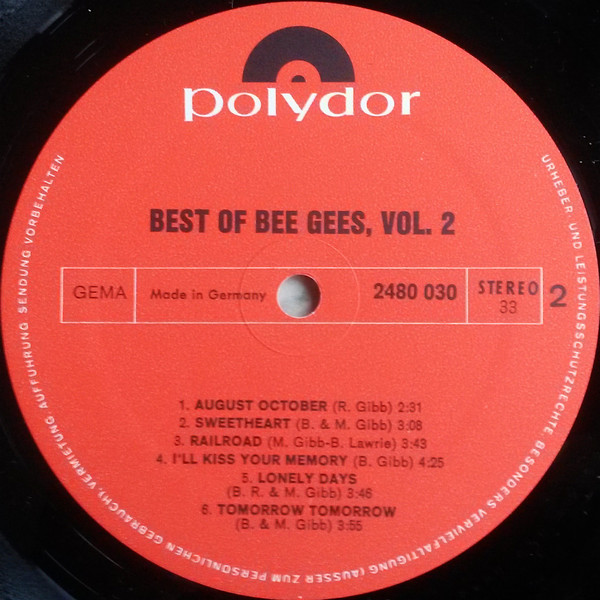 polydor
BEST OF BEE GEES, VOL. 2
GEMA
Made in Germany
2480 030
STEREO
33
2
1. AUGUST OCTOBER (R. Gibb) 2:31
2. SWEETHEART (B. & M. Gibb) 3:08
3. RAILROAD (M. Gibb-B. Lawrie) 3:43
4. I'LL KISS YOUR MEMORY (B. Gibb) 4:25
5. LONELY DAYS
(B. R. & M. Gibb) 3:46
6. TOMORROW TOMORROW
(B. & M. Gibb) 3:55
URHEBER- UND LEISTUNGSSCHUTZRECHTE, BESONDERS VERVIELFÄLTIGUNG (AUSSER ZUM PERSÖNLICHEN GEBRAUCH), VERMIETUNG, AUFFÜHRUNG, SENDUNG VORBEHALTEN